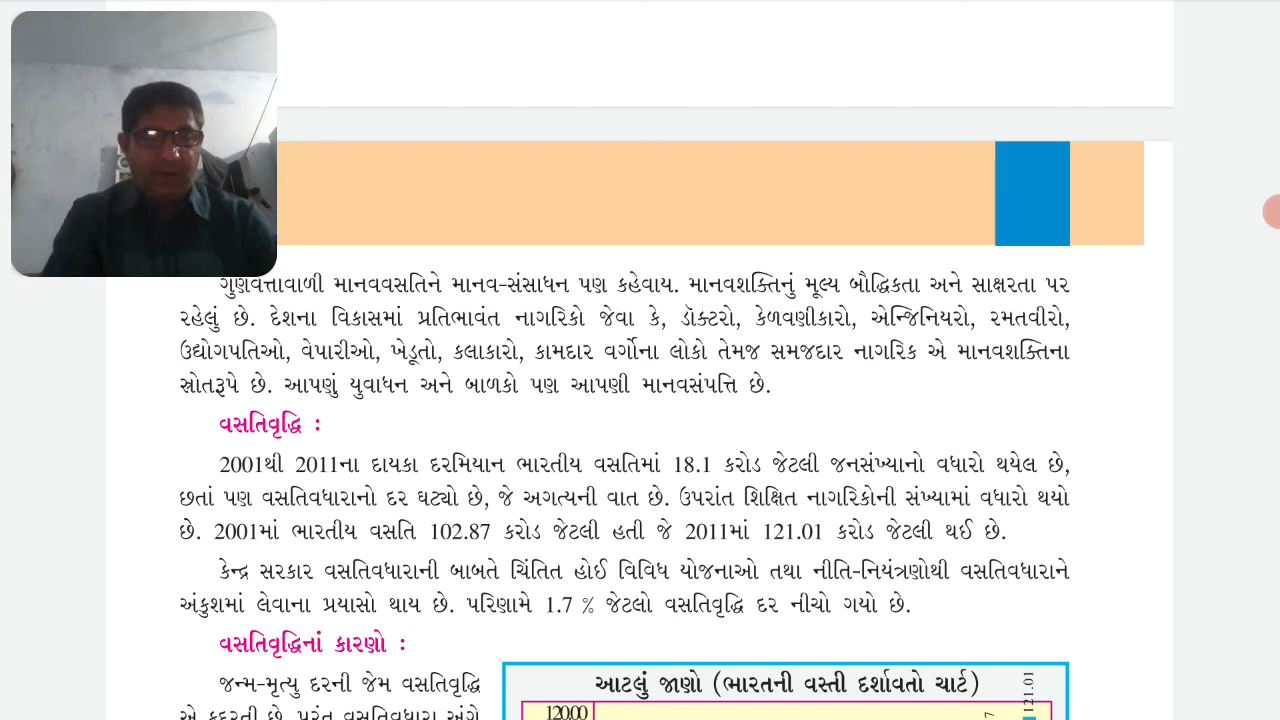 ગુણવત્તાવાળી માનવવસતિને માનવ-સંસાધન પણ કહેવાય. માનવશક્તિનું મૂલ્ય બૌદ્ધિકતા અને સાક્ષરતા પર
રહેલું છે. દેશના વિકાસમાં પ્રતિભાવંત નાગરિકો જેવા કે, ડૉક્ટરો, કેળવણીકારો, એન્જિનિયરો, રમતવીરો,
ઉદ્યોગપતિઓ, વેપારીઓ, ખેડૂતો, કલાકારો, કામદાર વર્ગોના લોકો તેમજ સમજદાર નાગરિક એ માનવશક્તિના
સ્રોતરૂપે છે. આપણું યુવાધન અને બાળકો પણ આપણી માનવસંપત્તિ છે.
વસતિવૃદ્ધિ :
2001થી 2011ના દાયકા દરમિયાન ભારતીય વસતિમાં 18.1 કરોડ જેટલી જનસંખ્યાનો વધારો થયેલ છે,
છતાં પણ વસતિવધારાનો દર ઘટ્યો છે, જે અગત્યની વાત છે. ઉપરાંત શિક્ષિત નાગરિકોની સંખ્યામાં વધારો થયો
છે. 2001માં ભારતીય વસતિ 102.87 કરોડ જેટલી હતી જે 2011માં 121.01 કરોડ જેટલી થઈ છે.
કેન્દ્ર સરકાર વસતિવધારાની બાબતે ચિંતિત હોઈ વિવિધ યોજનાઓ તથા નીતિ-નિયંત્રણોથી વસતિવધારાને
અંકુશમાં લેવાના પ્રયાસો થાય છે. પરિણામે 1.7 % જેટલો વસતિવૃદ્ધિ દર નીચો ગયો છે.
વસતિવૃદ્ધિનાં કારણો :
જન્મ-મૃત્યુ દરની જેમ વસતિવૃદ્ધિ
એ કુદરતી છે. પરંતુ વસતિવધારા અંગે
આટલું જાણો (ભારતની વસ્તી દર્શાવતો ચાર્ટ)
120.00
7
121.01